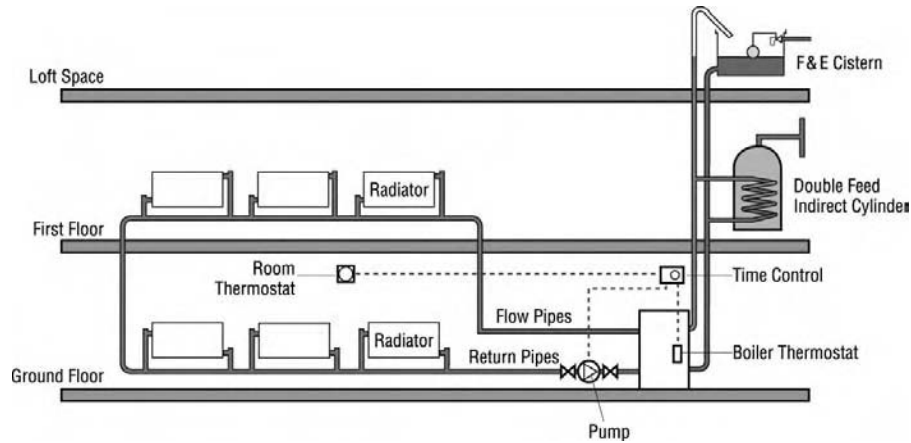 F & E Cistern
Loft Space
Radiator
Double Feed
Indirect Cylinder
First Floor
Room
Thermostat
Time Control
Flow Pipes
Radiator
Return Pipes
Boiler Thermostat
Ground Floor
Pump